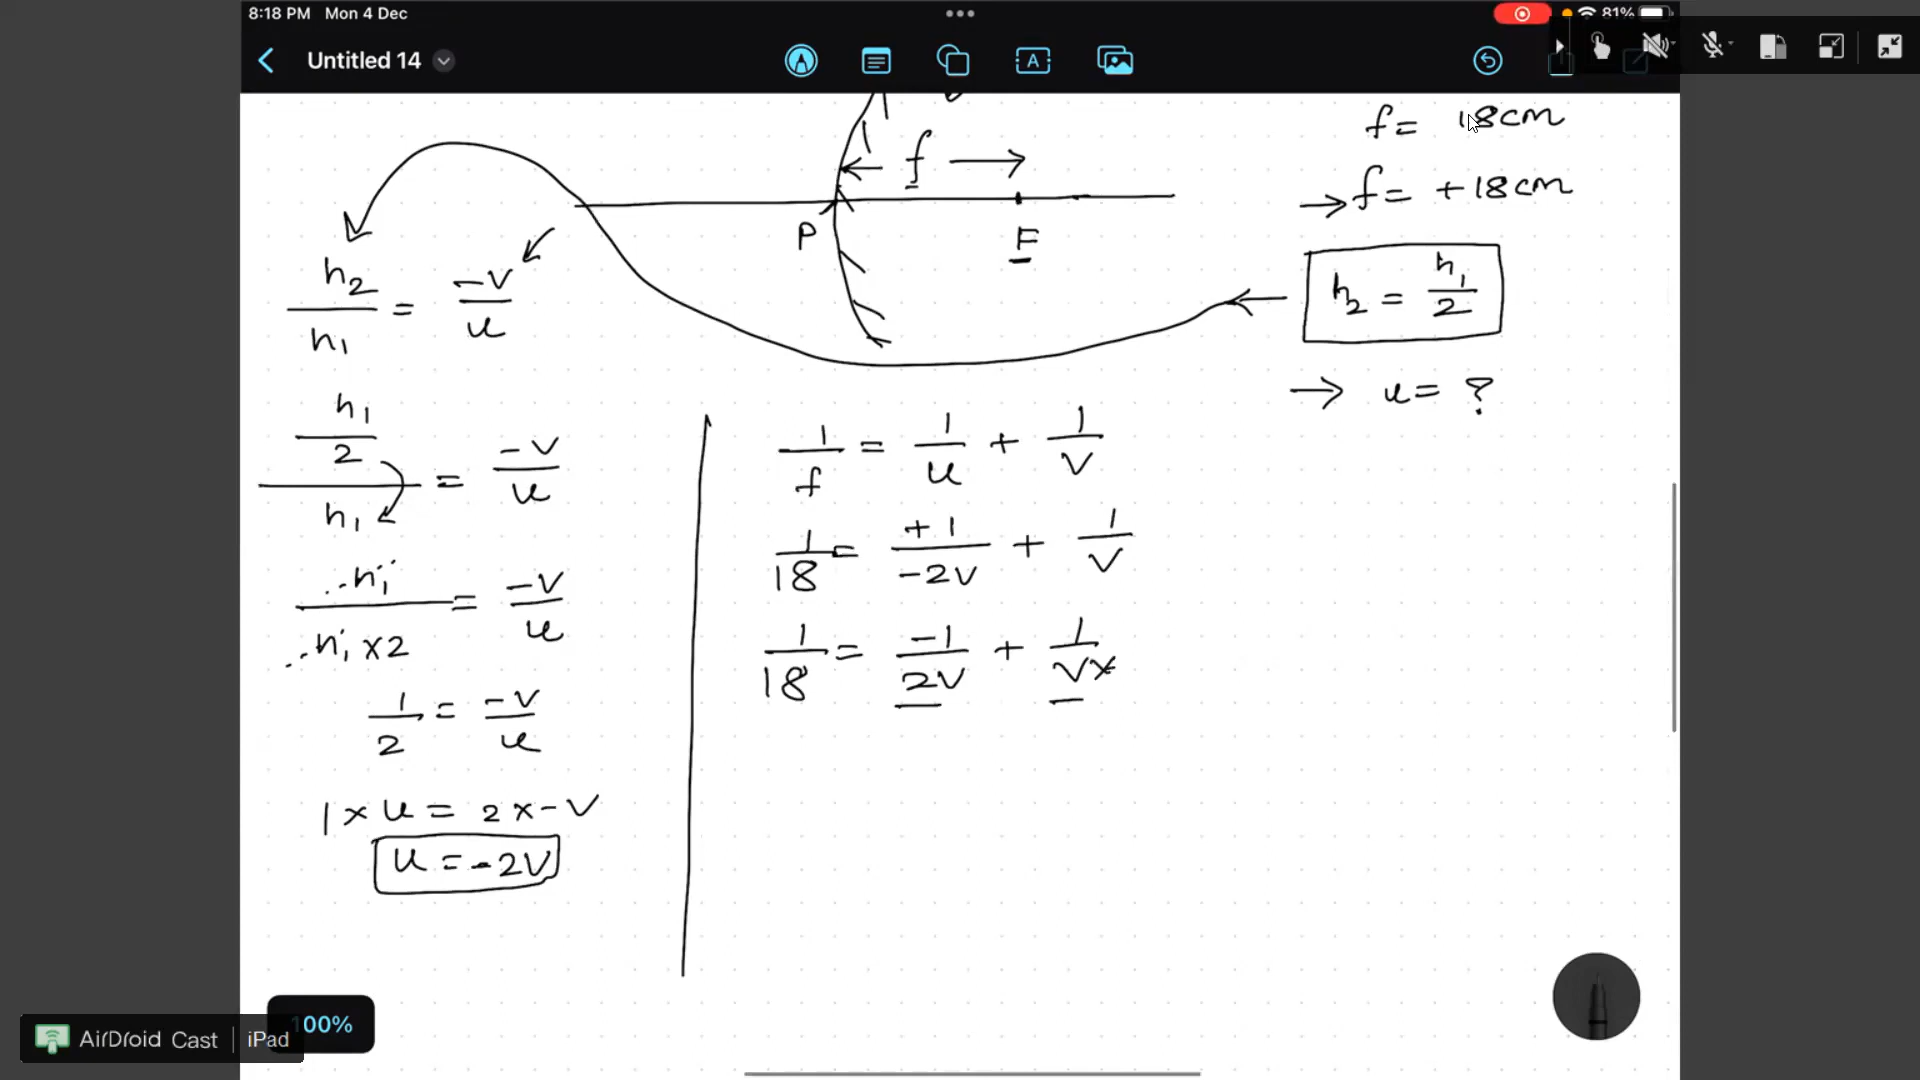 8:18 PM Mon 4 Dec
81%
Untitled 14
A
f = 18cm
f
→ f = +18cm
P
F
h₂/h₁ = -v/u
h₂ = h₁/2
→ u = ?
(h₁/2)/h₁ = -v/u
1/f = 1/u + 1/v
1/18 = +1/-2v + 1/v
h₁/(h₁ × 2) = -v/u
1/18 = -1/2v + 1/v×
1/2 = -v/u
1 × u = 2 × -v
u = -2v
100%
AirDroid Cast | iPad